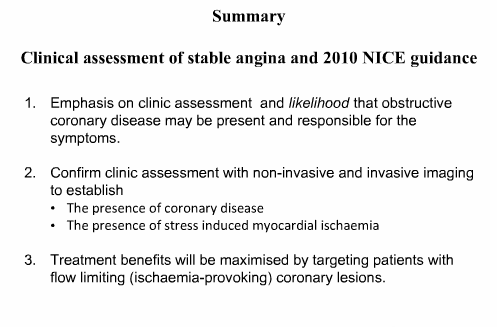 Summary
Clinical assessment of stable angina and 2010 NICE guidance
1. Emphasis on clinic assessment and likelihood that obstructive
coronary disease may be present and responsible for the
symptoms.
2. Confirm clinic assessment with non-invasive and invasive imaging
to establish
• The presence of coronary disease
• The presence of stress induced myocardial ischaemia
3. Treatment benefits will be maximised by targeting patients with
flow limiting (ischaemia-provoking) coronary lesions.